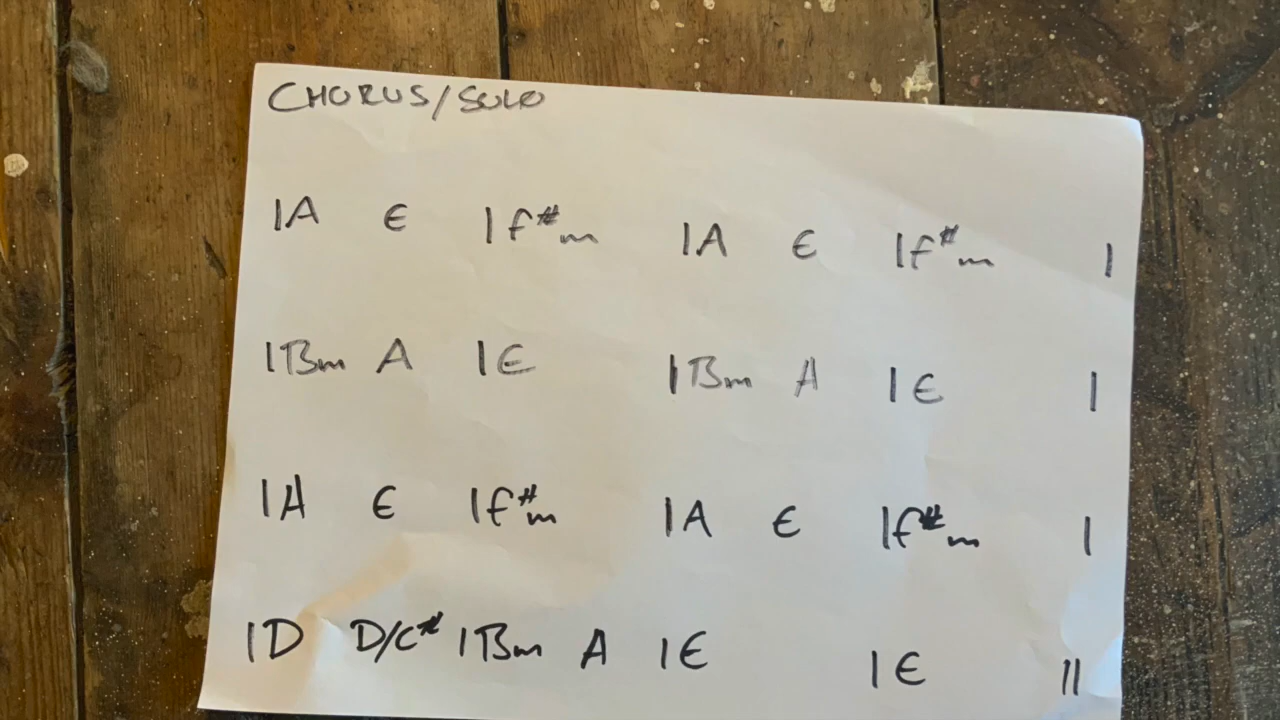 CHORUS/SOLO
|A E |F#m |A E |F#m |
|Bm A |E |Bm A |E |
|A E |F#m |A E |F#m |
|D D/C# |Bm A |E |E ||